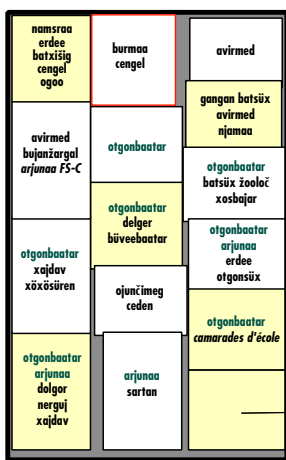 namsraa
erdee
batxišig
cengel
ogoo
avirmed
bujanžargal
arjunaa FS-C
otgonbaatar
xajdav
xöxösüren
otgonbaatar
arjunaa
dolgor
nerguj
xajdav
burmaa
cengel
otgonbaatar
otgonbaatar
delger
büveebaatar
ojunčimeg
ceden
arjunaa
sartan
avirmed
gangan batsüx
avirmed
njamaa
otgonbaatar
batsüx žooloč
xosbajar
otgonbaatar
arjunaa
erdee
otgonsüx
otgonbaatar
camarades d'école